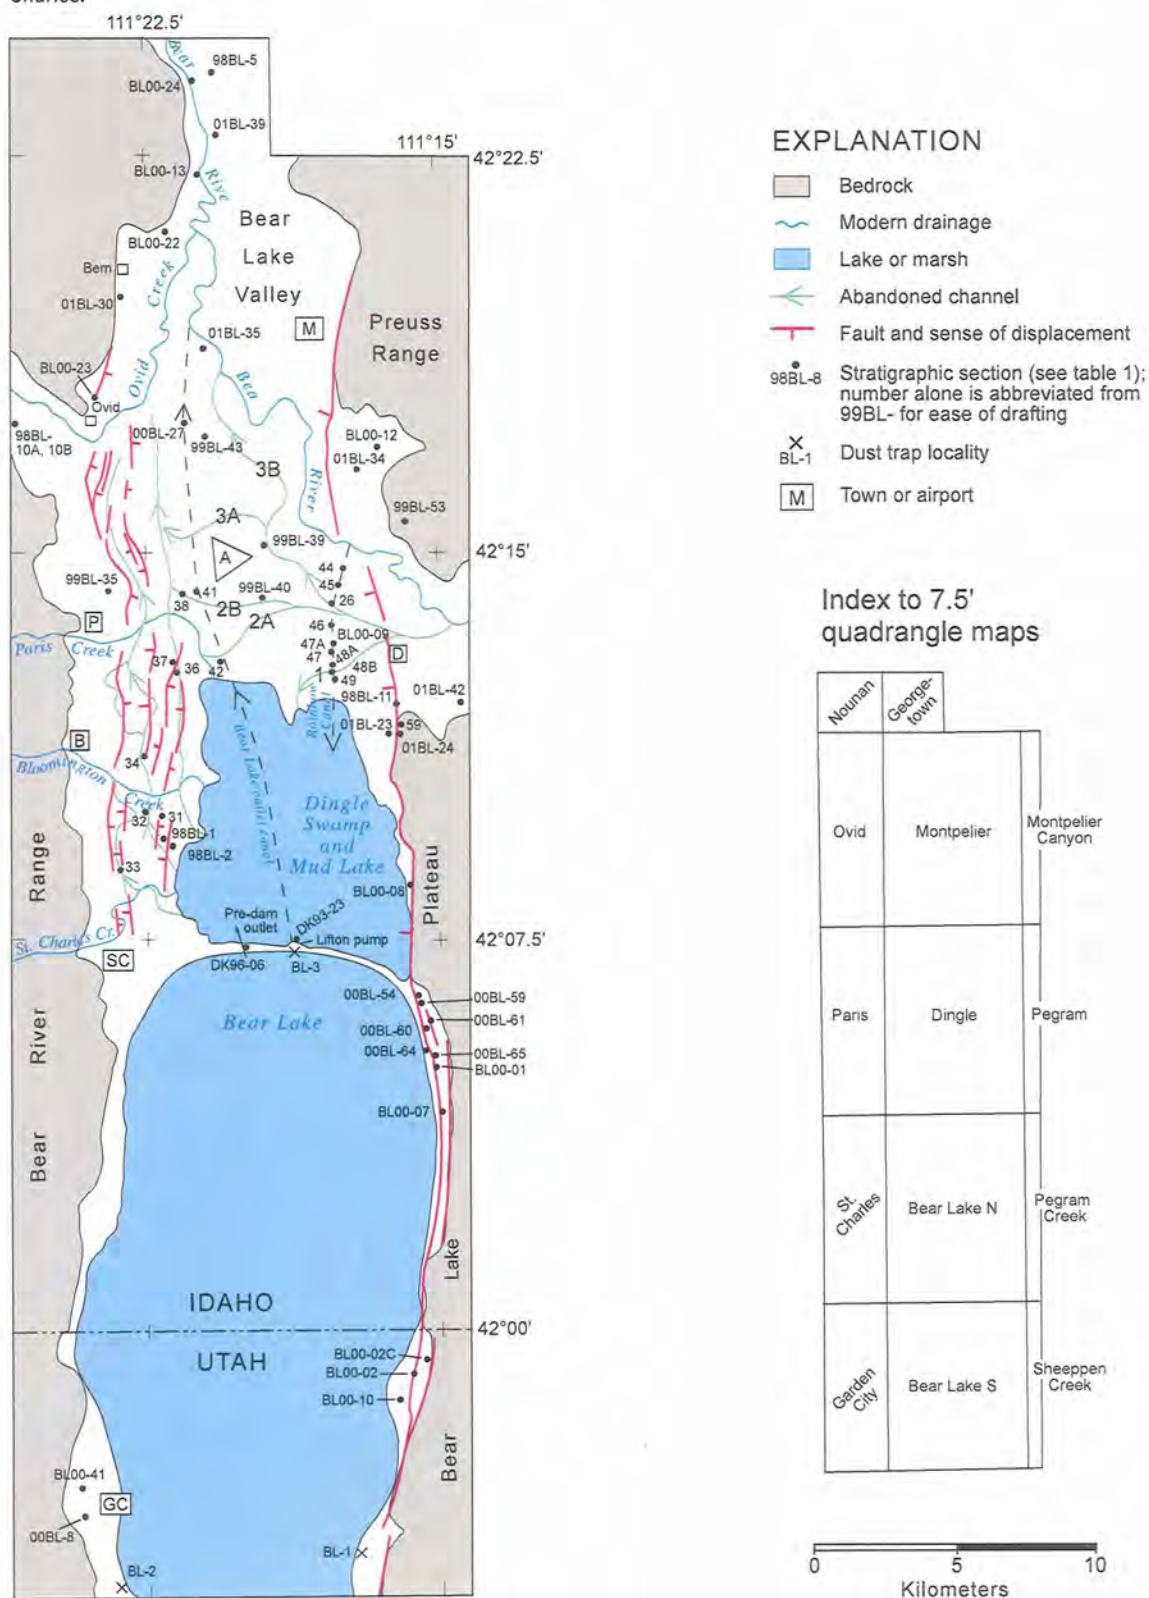 Charles.
111°22.5'
Bear
98BL-5
BL00-24
01BL-39
111°15'
42°22.5'
BL00-13
Rive
Bear
Lake
Valley
BL00-22
Bern
Creek
01BL-30
M
Preuss
Range
01BL-35
BL00-23
Ovid
Ovid
Bea
98BL-
10A, 10B
00BL-27
99BL-43
BL00-12
01BL-34
3B
River
99BL-53
3A
99BL-39
A
42°15'
44
99BL-35
41
99BL-40
45
38
2B
26
P
2A
46
BL00-09
Paris
Creek
47A
48A
D
37
36
42
47
48B
1
49
01BL-42
98BL-11
Rainbow
Canal
B
01BL-23
59
01BL-24
34
Bloomington
Creek
Bear Lake outlet canal
Dingle
Swamp
and
Mud Lake
32
31
98BL-1
98BL-2
33
Range
BL00-08
Plateau
Pre-dam
outlet
DK93-23
St. Charles Cr.
Lifton pump
42°07.5'
SC
DK96-06
BL-3
00BL-54
00BL-59
00BL-61
00BL-60
Bear Lake
River
00BL-64
00BL-65
BL00-01
BL00-07
Bear
Lake
IDAHO
42°00'
UTAH
BL00-02C
BL00-02
BL00-10
Bear
BL00-41
GC
00BL-8
BL-1
BL-2
EXPLANATION
Bedrock
Modern drainage
Lake or marsh
Abandoned channel
Fault and sense of displacement
98BL-8 Stratigraphic section (see table 1);
number alone is abbreviated from
99BL- for ease of drafting
BL-1 Dust trap locality
M Town or airport
Index to 7.5'
quadrangle maps
Nounan
George-
town
Ovid
Montpelier
Montpelier
Canyon
Paris
Dingle
Pegram
St.
Charles
Bear Lake N
Pegram
Creek
Garden
City
Bear Lake S
Sheeppen
Creek
0 5 10
Kilometers